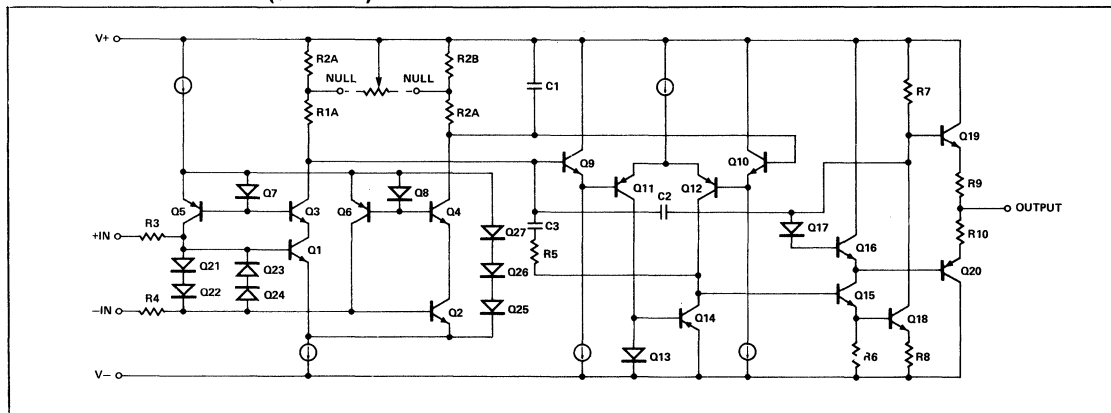 V+
R2A
R2B
NULL
NULL
C1
R7
R1A
R2A
Q19
Q9
Q10
Q7
Q8
Q11
Q12
R9
Q5
Q3
Q6
Q4
C2
OUTPUT
R3
Q27
C3
Q17
R10
+IN
Q1
R5
Q16
Q21
Q23
Q26
Q20
Q22
Q24
Q15
R4
Q25
–IN
Q2
Q14
Q18
Q13
R6
R8
V–